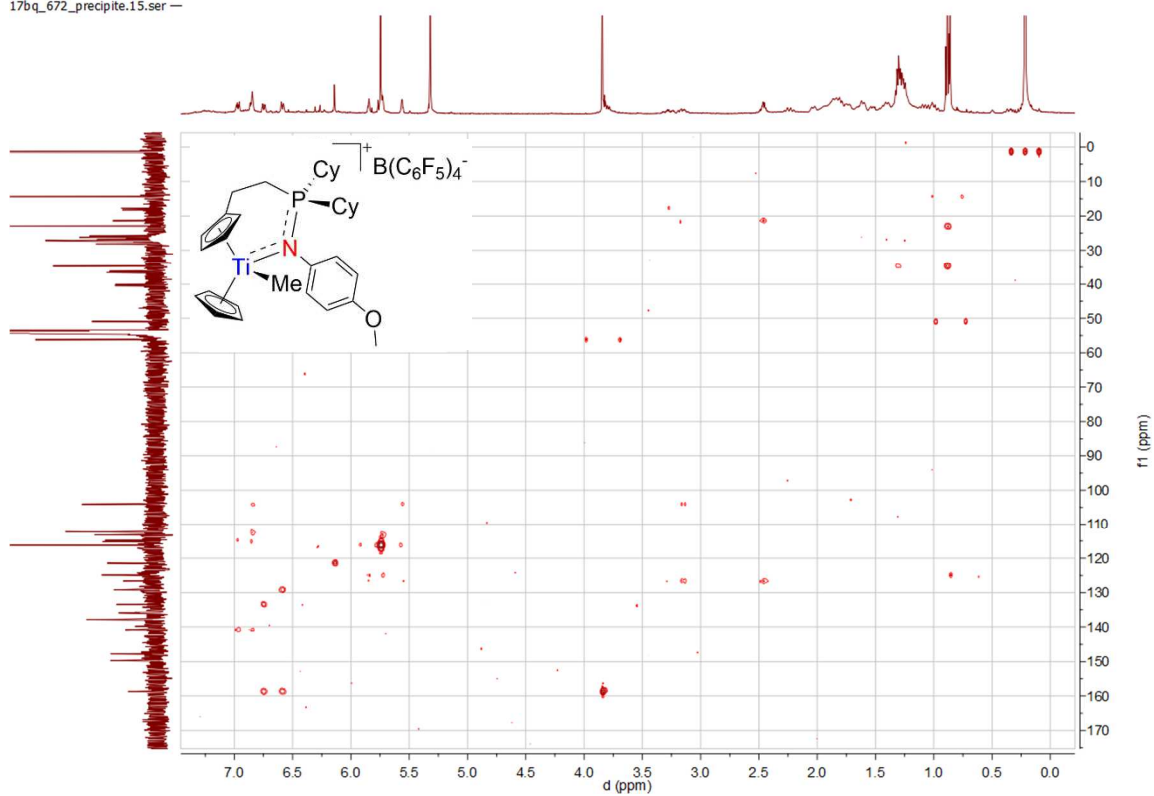 17bq_672_precipite.15.ser —
+
B(C6F5)4-
Cy
P
Cy
N
Ti
Me
O
0
10
20
30
40
50
60
70
80
90
100
110
120
130
140
150
160
170
f1 (ppm)
7.0 6.5 6.0 5.5 5.0 4.5 4.0 3.5 3.0 2.5 2.0 1.5 1.0 0.5 0.0
d (ppm)